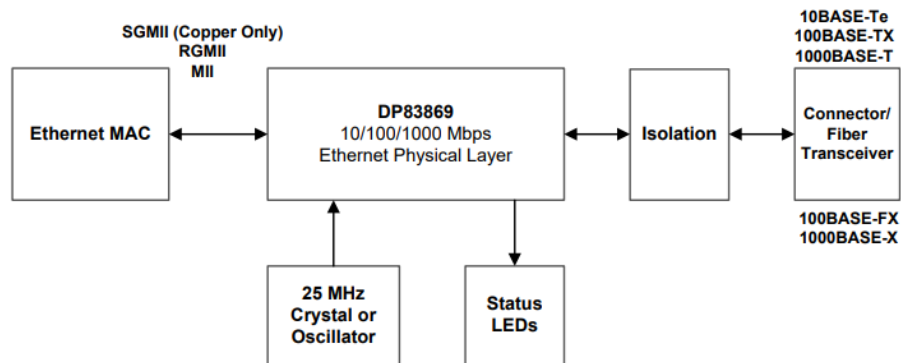 SGMII (Copper Only)
RGMII
MII
10BASE-Te
100BASE-TX
1000BASE-T
Ethernet MAC
DP83869
10/100/1000 Mbps
Ethernet Physical Layer
Isolation
Connector/
Fiber
Transceiver
100BASE-FX
1000BASE-X
25 MHz
Crystal or
Oscillator
Status
LEDs